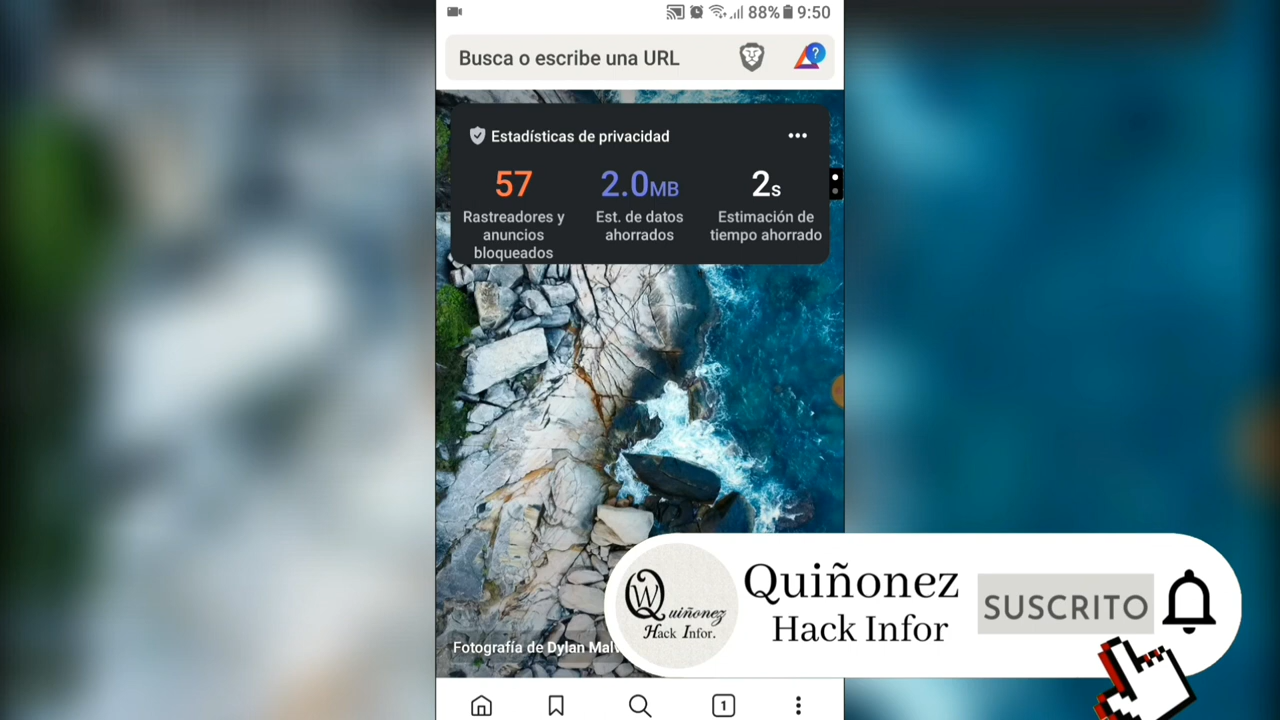 88% 9:50
Busca o escribe una URL
?
Estadísticas de privacidad
57
2.0MB
2s
Rastreadores y
anuncios
bloqueados
Est. de datos
ahorrados
Estimación de
tiempo ahorrado
Quiñonez
Hack Infor.
Quiñonez
Hack Infor
SUSCRITO
Fotografía de Dylan
1